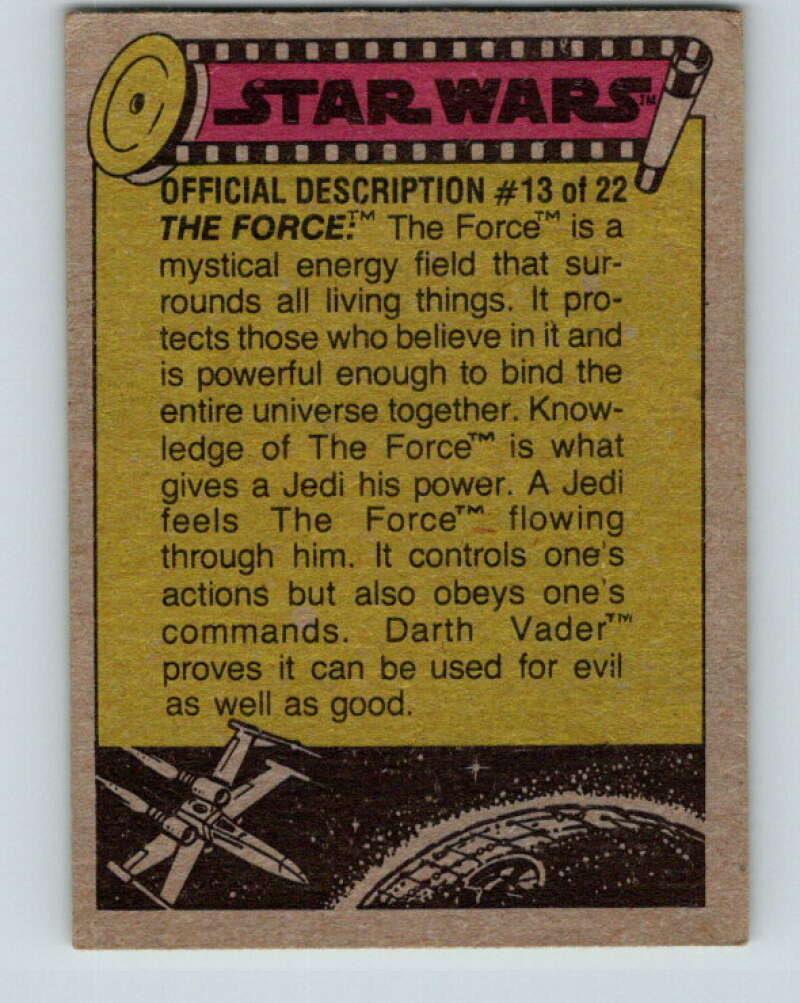 STAR WARS™
OFFICIAL DESCRIPTION #13 of 22
THE FORCE:™ The Force™ is a
mystical energy field that sur-
rounds all living things. It pro-
tects those who believe in it and
is powerful enough to bind the
entire universe together. Know-
ledge of The Force™ is what
gives a Jedi his power. A Jedi
feels The Force™ flowing
through him. It controls one's
actions but also obeys one's
commands. Darth Vader™
proves it can be used for evil
as well as good.